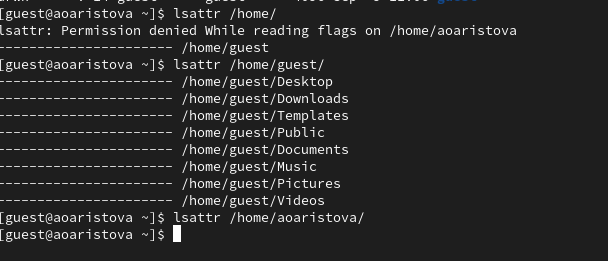 [guest@aoaristova ~]$ lsattr /home/
lsattr: Permission denied While reading flags on /home/aoaristova
---------------------- /home/guest
[guest@aoaristova ~]$ lsattr /home/guest/
---------------------- /home/guest/Desktop
---------------------- /home/guest/Downloads
---------------------- /home/guest/Templates
---------------------- /home/guest/Public
---------------------- /home/guest/Documents
---------------------- /home/guest/Music
---------------------- /home/guest/Pictures
---------------------- /home/guest/Videos
[guest@aoaristova ~]$ lsattr /home/aoaristova/
[guest@aoaristova ~]$